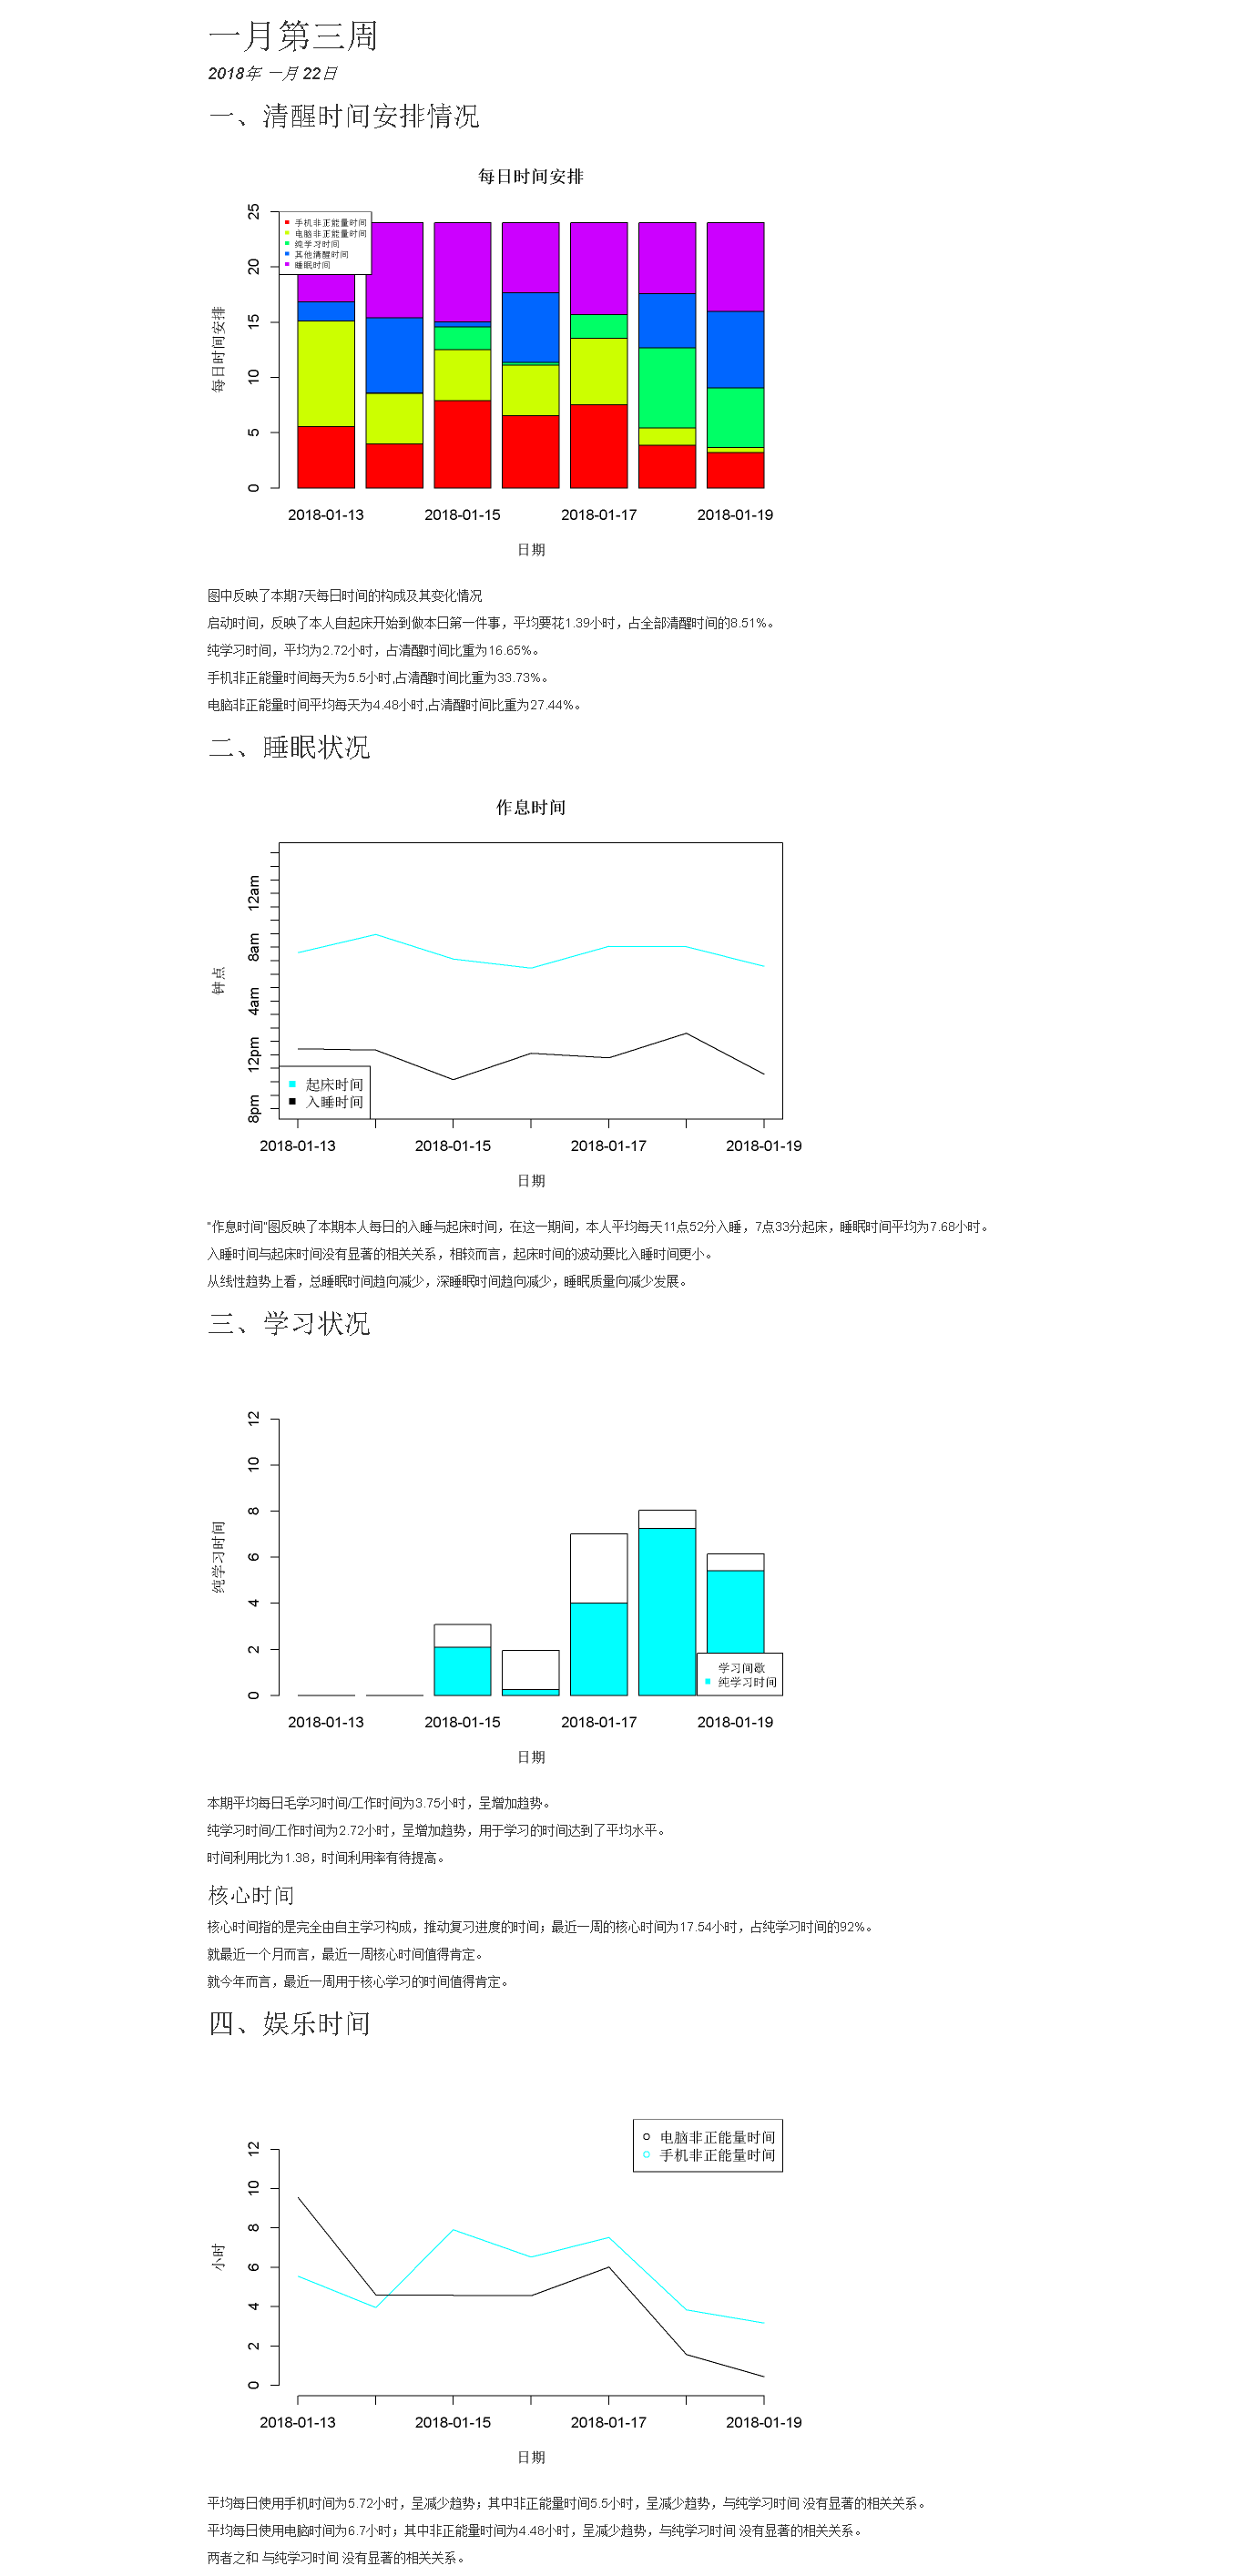 一月第三周
2018年 一月 22日
一、清醒时间安排情况
每日时间安排
手机非正能量时间
电脑非正能量时间
纯学习时间
其他清醒时间
睡眠时间
每日时间安排
25
20
15
10
5
0
2018-01-13 2018-01-15 2018-01-17 2018-01-19
日期
图中反映了本期7天每日时间的构成及其变化情况
启动时间，反映了本人自起床开始到做本日第一件事，平均要花1.39小时，占全部清醒时间的8.51%。
纯学习时间，平均为2.72小时，占清醒时间比重为16.65%。
手机非正能量时间每天为5.5小时,占清醒时间比重为33.73%。
电脑非正能量时间平均每天为4.48小时,占清醒时间比重为27.44%。
二、睡眠状况
作息时间
钟点
12am
8am
4am
12pm
8pm
起床时间
入睡时间
2018-01-13 2018-01-15 2018-01-17 2018-01-19
日期
"作息时间"图反映了本期本人每日的入睡与起床时间，在这一期间，本人平均每天11点52分入睡，7点33分起床，睡眠时间平均为7.68小时。
入睡时间与起床时间没有显著的相关关系，相较而言，起床时间的波动要比入睡时间更小。
从线性趋势上看，总睡眠时间趋向减少，深睡眠时间趋向减少，睡眠质量向减少发展。
三、学习状况
纯学习时间
12
10
8
6
4
2
0
学习间歇
纯学习时间
2018-01-13 2018-01-15 2018-01-17 2018-01-19
日期
本期平均每日毛学习时间/工作时间为3.75小时，呈增加趋势。
纯学习时间/工作时间为2.72小时，呈增加趋势，用于学习的时间达到了平均水平。
时间利用比为1.38，时间利用率有待提高。
核心时间
核心时间指的是完全由自主学习构成，推动复习进度的时间；最近一周的核心时间为17.54小时，占纯学习时间的92%。
就最近一个月而言，最近一周核心时间值得肯定。
就今年而言，最近一周用于核心学习的时间值得肯定。
四、娱乐时间
电脑非正能量时间
手机非正能量时间
小时
12
10
8
6
4
2
0
2018-01-13 2018-01-15 2018-01-17 2018-01-19
日期
平均每日使用手机时间为5.72小时，呈减少趋势；其中非正能量时间5.5小时，呈减少趋势，与纯学习时间 没有显著的相关关系。
平均每日使用电脑时间为6.7小时；其中非正能量时间为4.48小时，呈减少趋势，与纯学习时间 没有显著的相关关系。
两者之和 与纯学习时间 没有显著的相关关系。